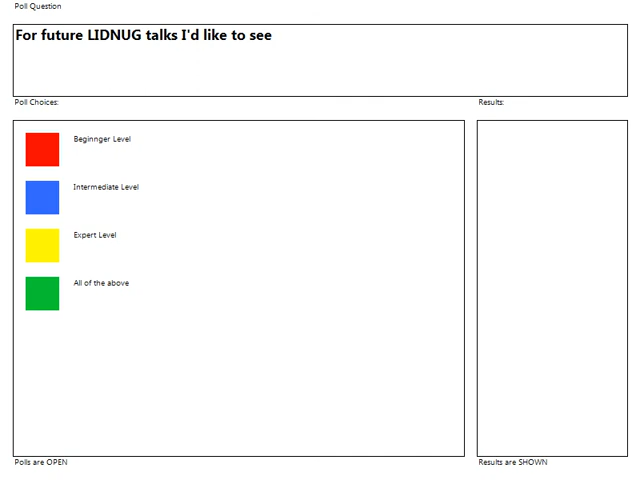 Poll Question
For future LIDNUG talks I'd like to see
Poll Choices:
Results:
Beginnger Level
Intermediate Level
Expert Level
All of the above
Polls are OPEN
Results are SHOWN